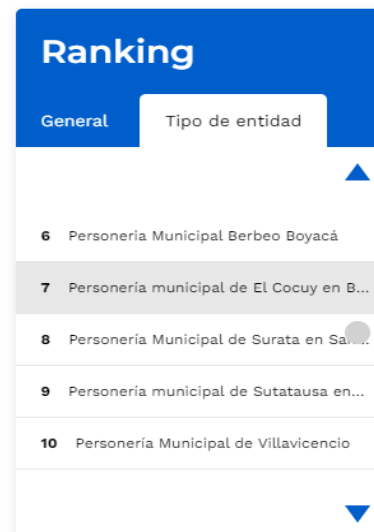 Ranking
General Tipo de entidad
6 Personeria Municipal Berbeo Boyacá
7 Personería municipal de El Cocuy en B...
8 Personería Municipal de Surata en San...
9 Personería municipal de Sutatausa en...
10 Personería Municipal de Villavicencio